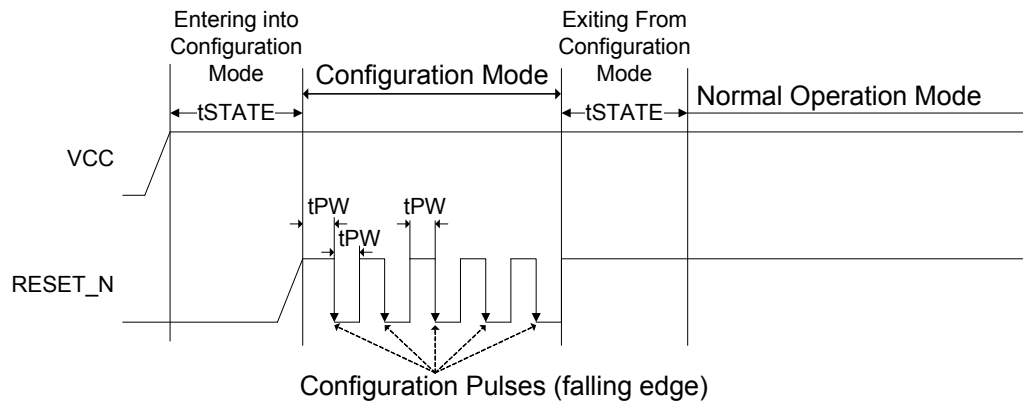 Entering into
Configuration
Mode
Configuration Mode
Exiting From
Configuration
Mode
Normal Operation Mode
tSTATE
tSTATE
VCC
tPW
tPW
tPW
RESET_N
Configuration Pulses (falling edge)